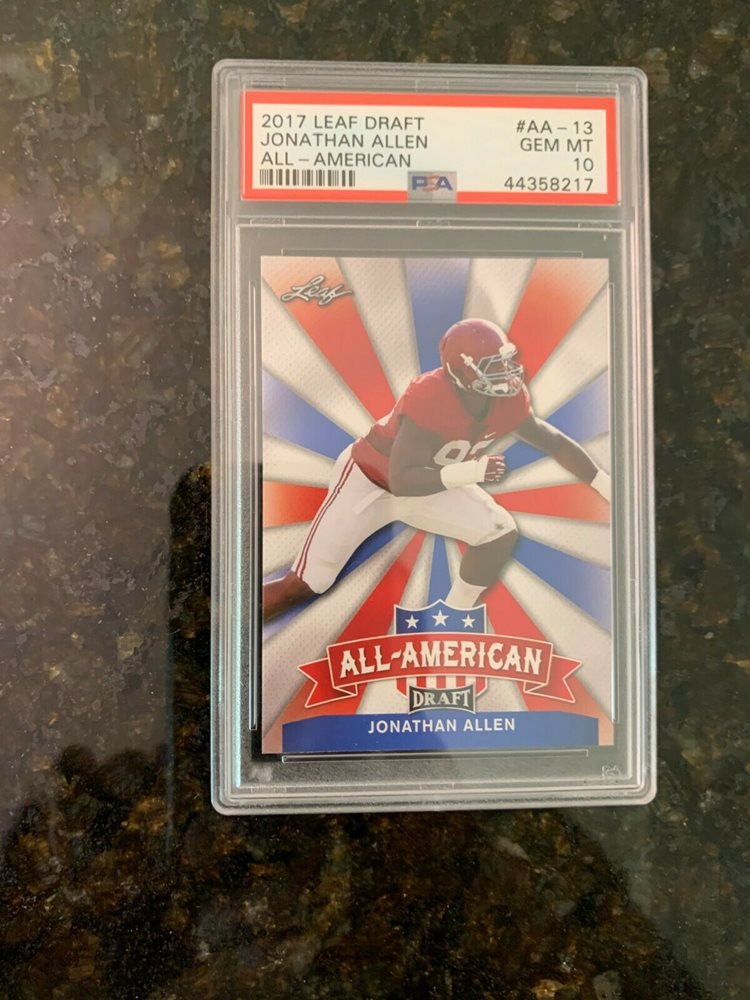 2017 LEAF DRAFT #AA-13
JONATHAN ALLEN GEM MT
ALL-AMERICAN 10
PSA 44358217
Leaf
ALL-AMERICAN
DRAFT
JONATHAN ALLEN